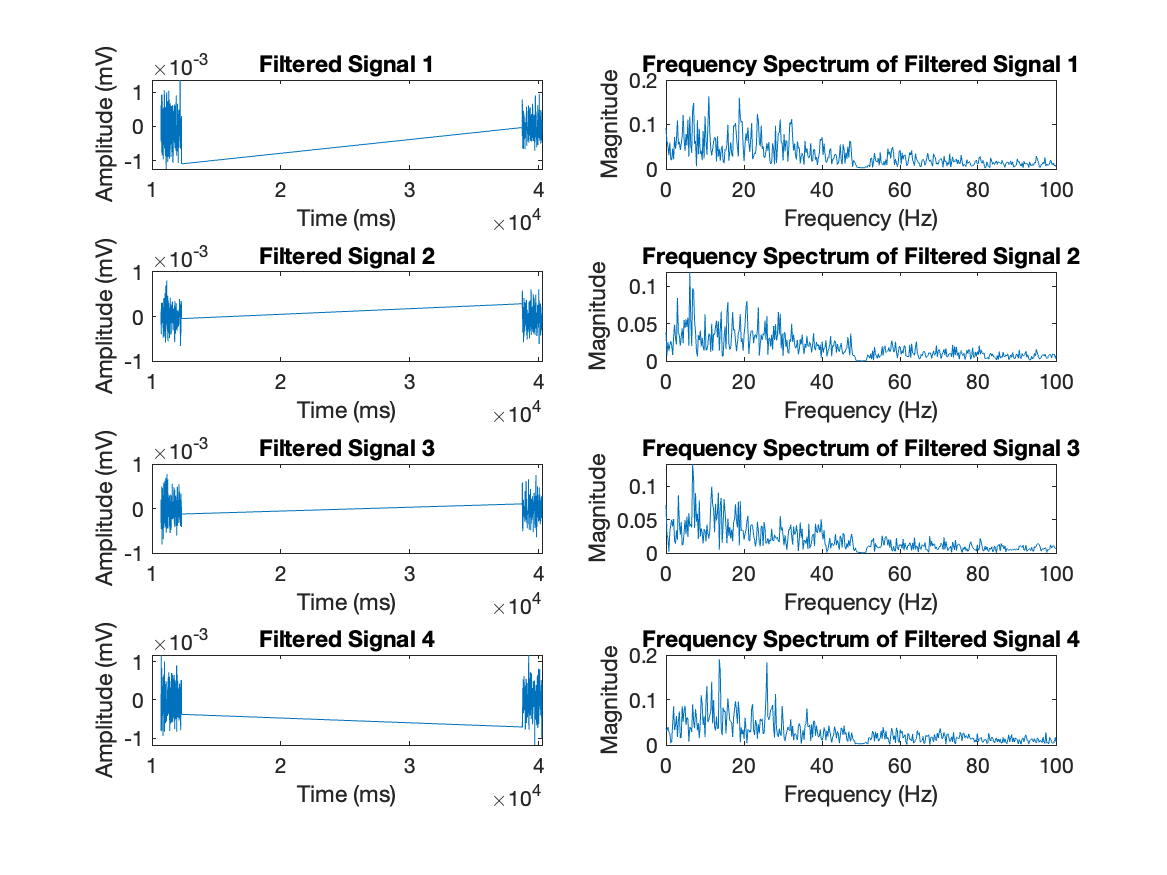 ×10-3
Filtered Signal 1
Amplitude (mV)
1
0
-1
1 2 3 4
Time (ms)
×104
Frequency Spectrum of Filtered Signal 1
Magnitude
0.2
0.1
0
0 20 40 60 80 100
Frequency (Hz)
×10-3
Filtered Signal 2
Amplitude (mV)
1
0
-1
1 2 3 4
Time (ms)
×104
Frequency Spectrum of Filtered Signal 2
Magnitude
0.1
0.05
0
0 20 40 60 80 100
Frequency (Hz)
×10-3
Filtered Signal 3
Amplitude (mV)
1
0
-1
1 2 3 4
Time (ms)
×104
Frequency Spectrum of Filtered Signal 3
Magnitude
0.1
0.05
0
0 20 40 60 80 100
Frequency (Hz)
×10-3
Filtered Signal 4
Amplitude (mV)
1
0
-1
1 2 3 4
Time (ms)
×104
Frequency Spectrum of Filtered Signal 4
Magnitude
0.2
0.1
0
0 20 40 60 80 100
Frequency (Hz)